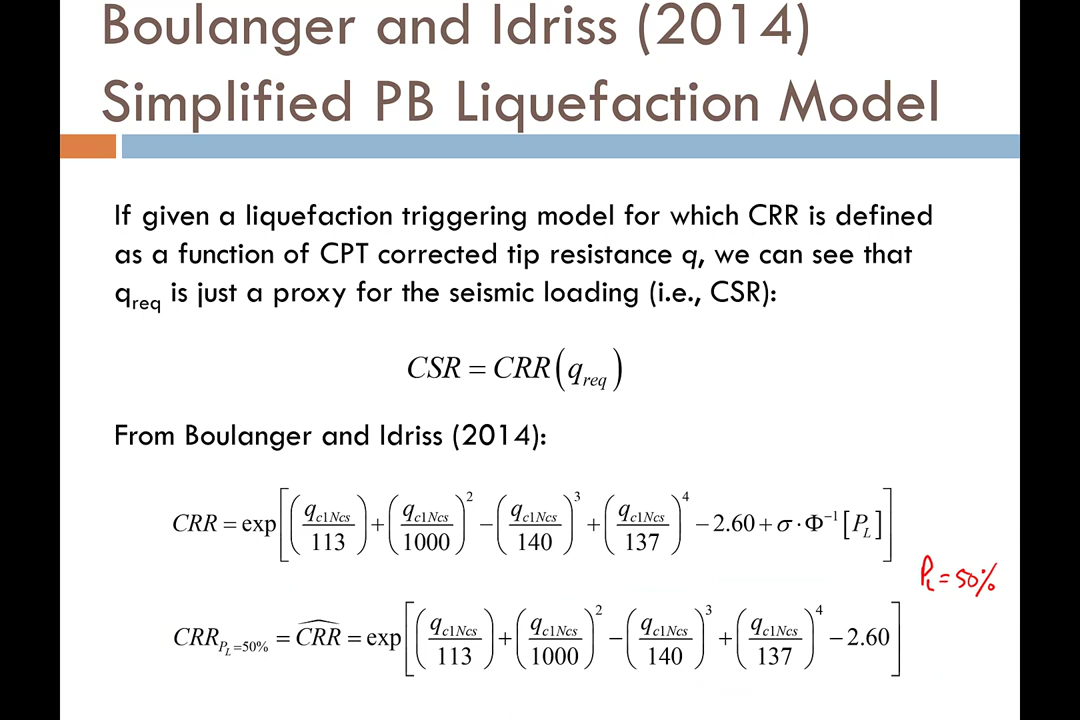 Boulanger and Idriss (2014)
Simplified PB Liquefaction Model
If given a liquefaction triggering model for which CRR is defined
as a function of CPT corrected tip resistance q, we can see that
q_req is just a proxy for the seismic loading (i.e., CSR):
CSR = CRR(q_req)
From Boulanger and Idriss (2014):
CRR = exp[(q_c1Ncs/113) + (q_c1Ncs/1000)^2 − (q_c1Ncs/140)^3 + (q_c1Ncs/137)^4 − 2.60 + σ · Φ^−1[P_L]]
P_L = 50%
CRR_P_L=50% = \widehat{CRR} = exp[(q_c1Ncs/113) + (q_c1Ncs/1000)^2 − (q_c1Ncs/140)^3 + (q_c1Ncs/137)^4 − 2.60]